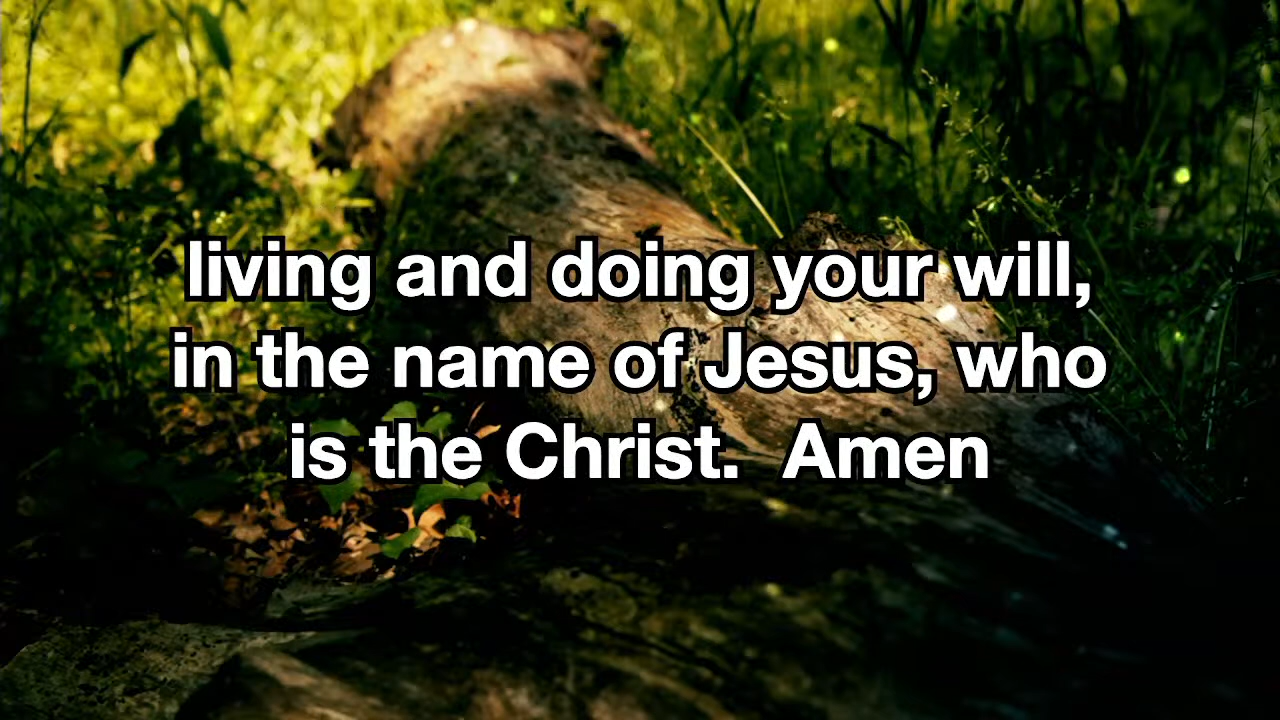 living and doing your will,
in the name of Jesus, who
is the Christ.  Amen